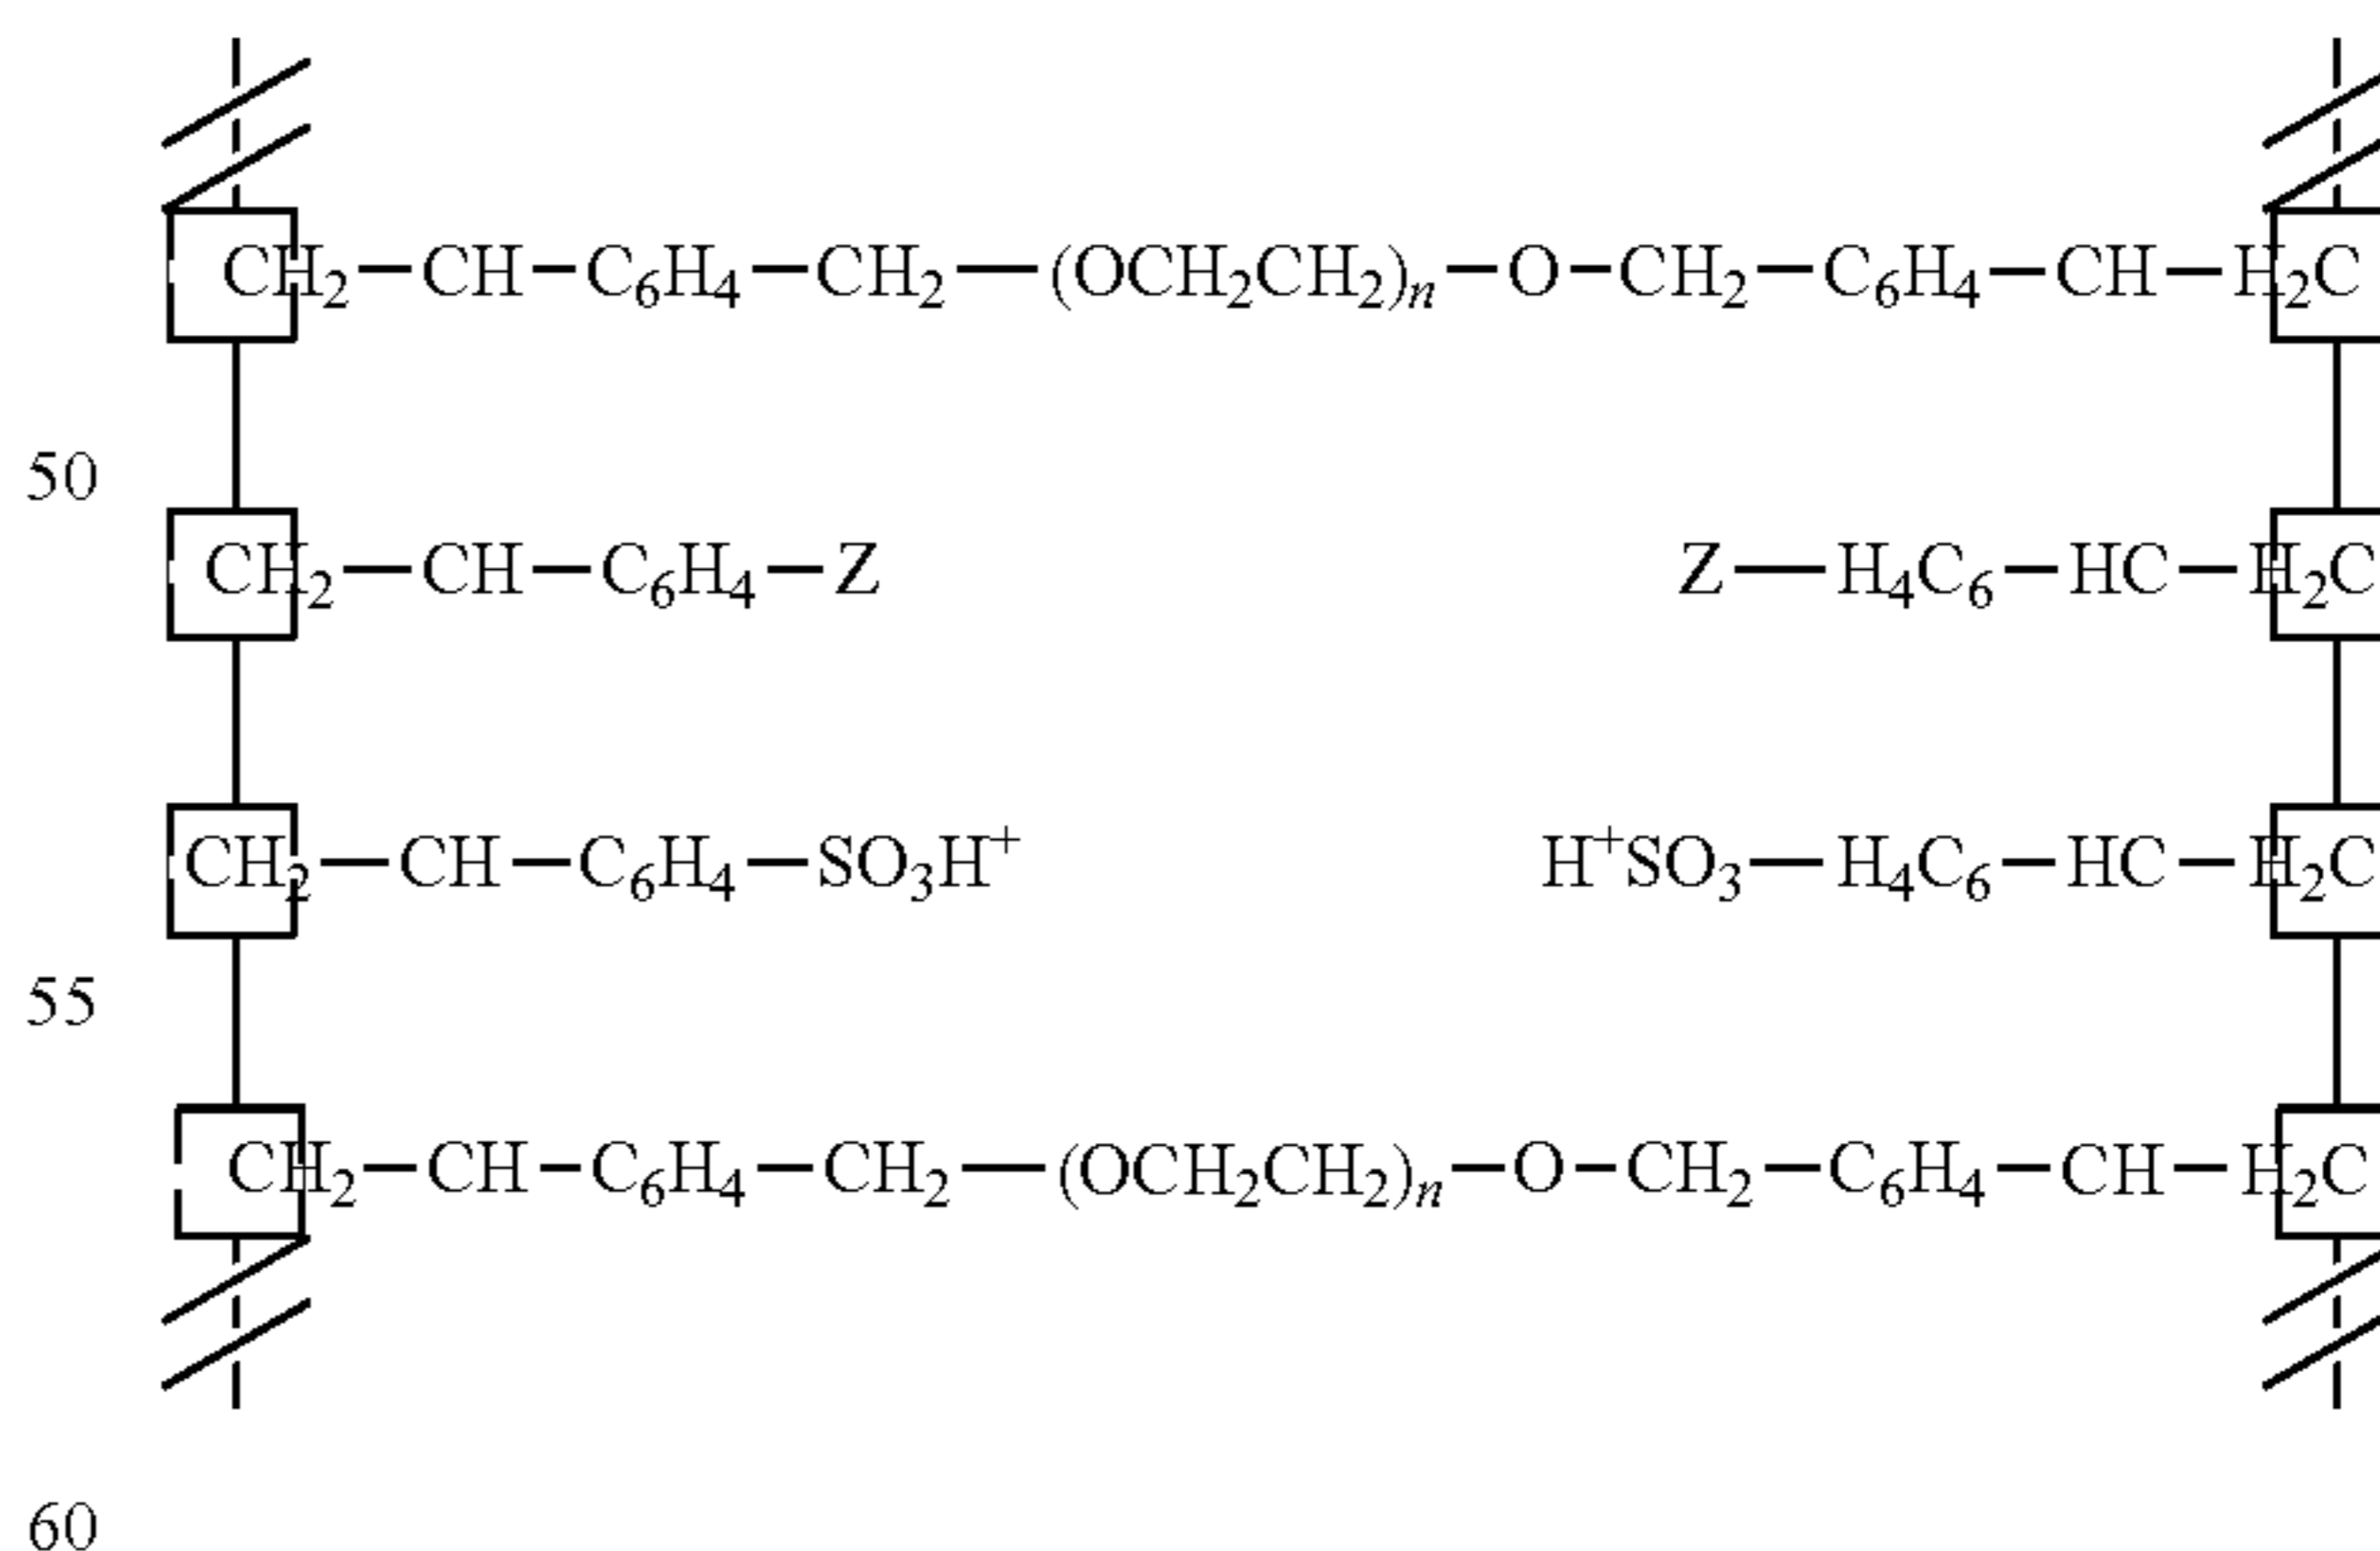 CH₂—CH—C₆H₄—CH₂—(OCH₂CH₂)ₙ—O—CH₂—C₆H₄—CH—H₂C
50
CH₂—CH—C₆H₄—Z Z—H₄C₆—HC—H₂C
CH₂—CH—C₆H₄—SO₃H⁺ H⁺SO₃—H₄C₆—HC—H₂C
55
CH₂—CH—C₆H₄—CH₂—(OCH₂CH₂)ₙ—O—CH₂—C₆H₄—CH—H₂C
60